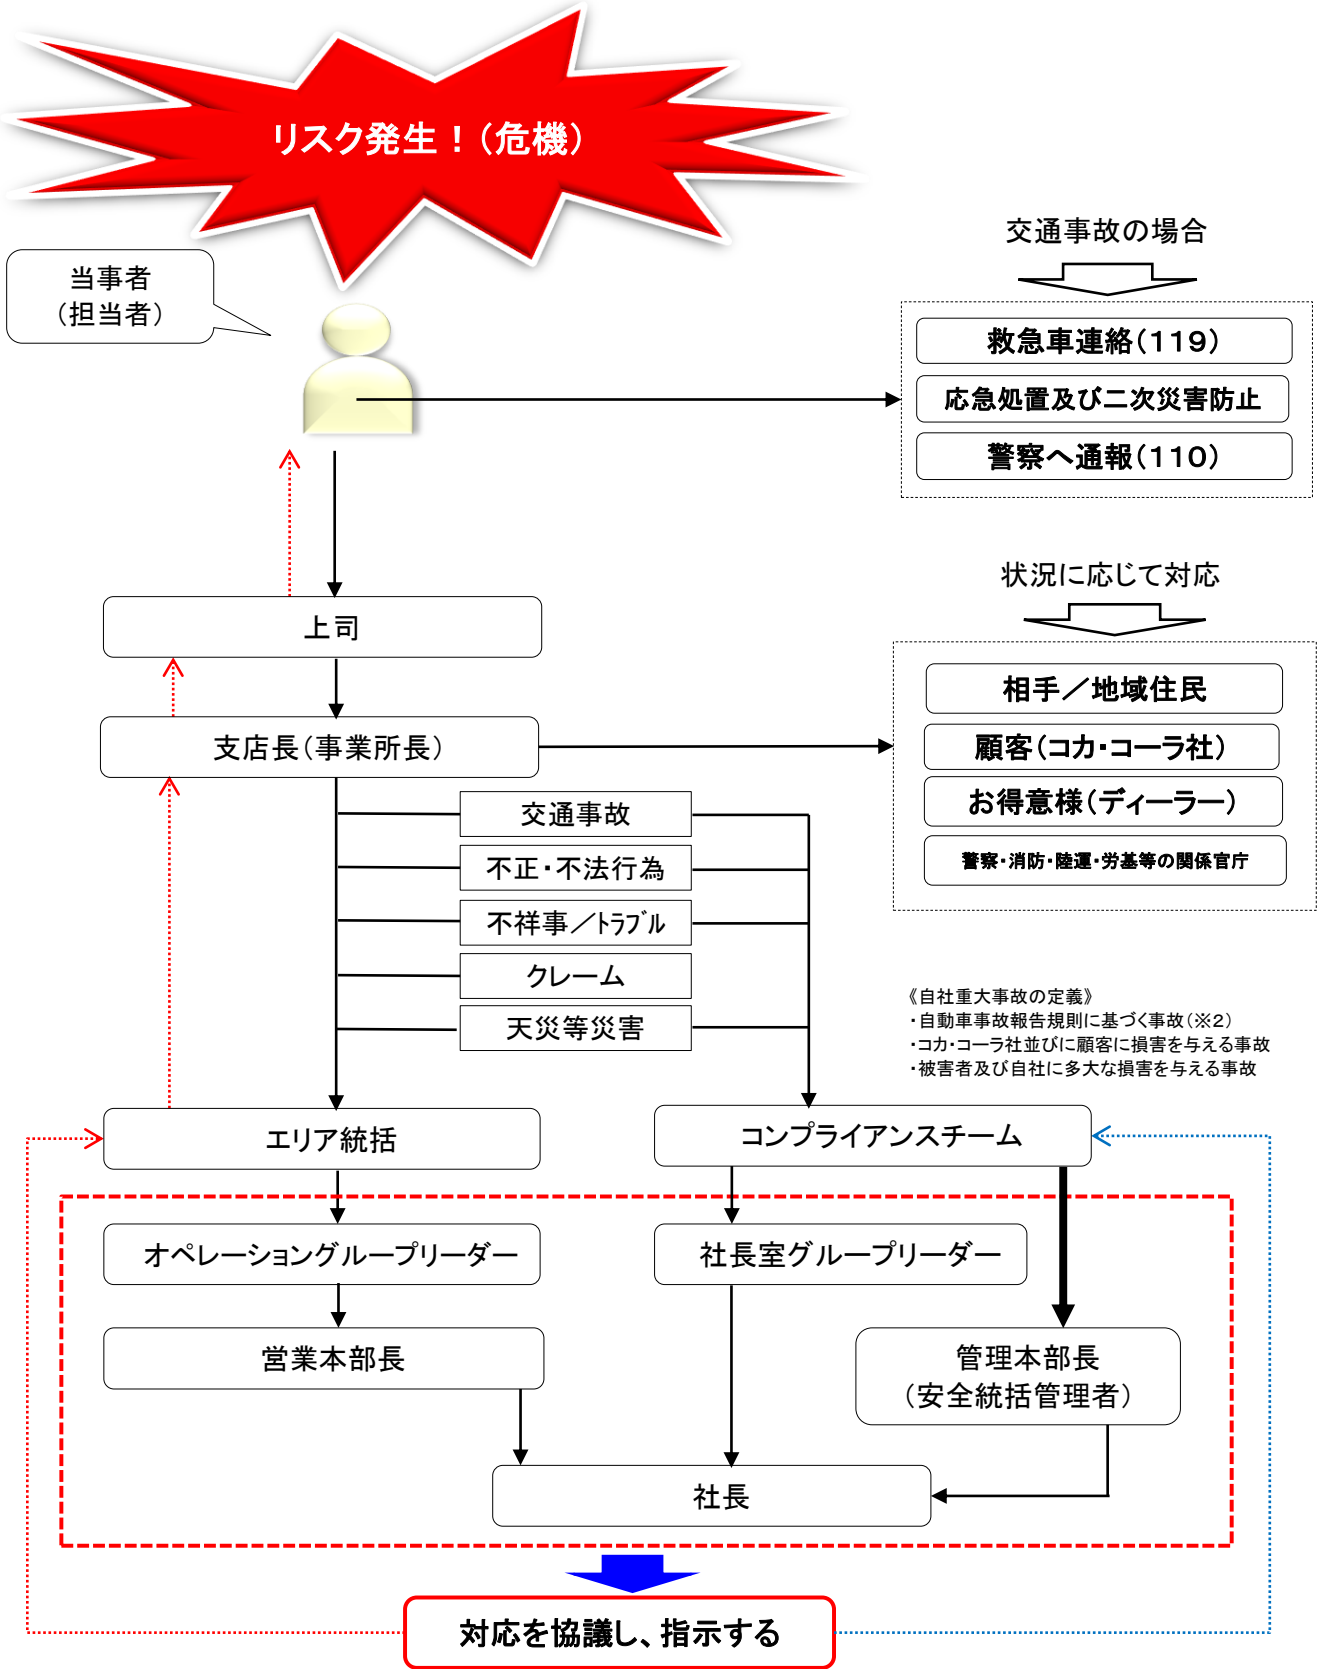 リスク発生！（危機）
当事者
（担当者）
交通事故の場合
救急車連絡（１１９）
応急処置及び二次災害防止
警察へ通報（１１０）
上司
支店長（事業所長）
状況に応じて対応
相手／地域住民
顧客（コカ・コーラ社）
お得意様（ディーラー）
警察・消防・陸運・労基等の関係官庁
交通事故
不正・不法行為
不祥事／ﾄﾗﾌﾞﾙ
クレーム
天災等災害
《自社重大事故の定義》
・自動車事故報告規則に基づく事故（※２）
・コカ・コーラ社並びに顧客に損害を与える事故
・被害者及び自社に多大な損害を与える事故
エリア統括
コンプライアンスチーム
オペレーショングループリーダー
社長室グループリーダー
営業本部長
管理本部長
（安全統括管理者）
社長
対応を協議し、指示する